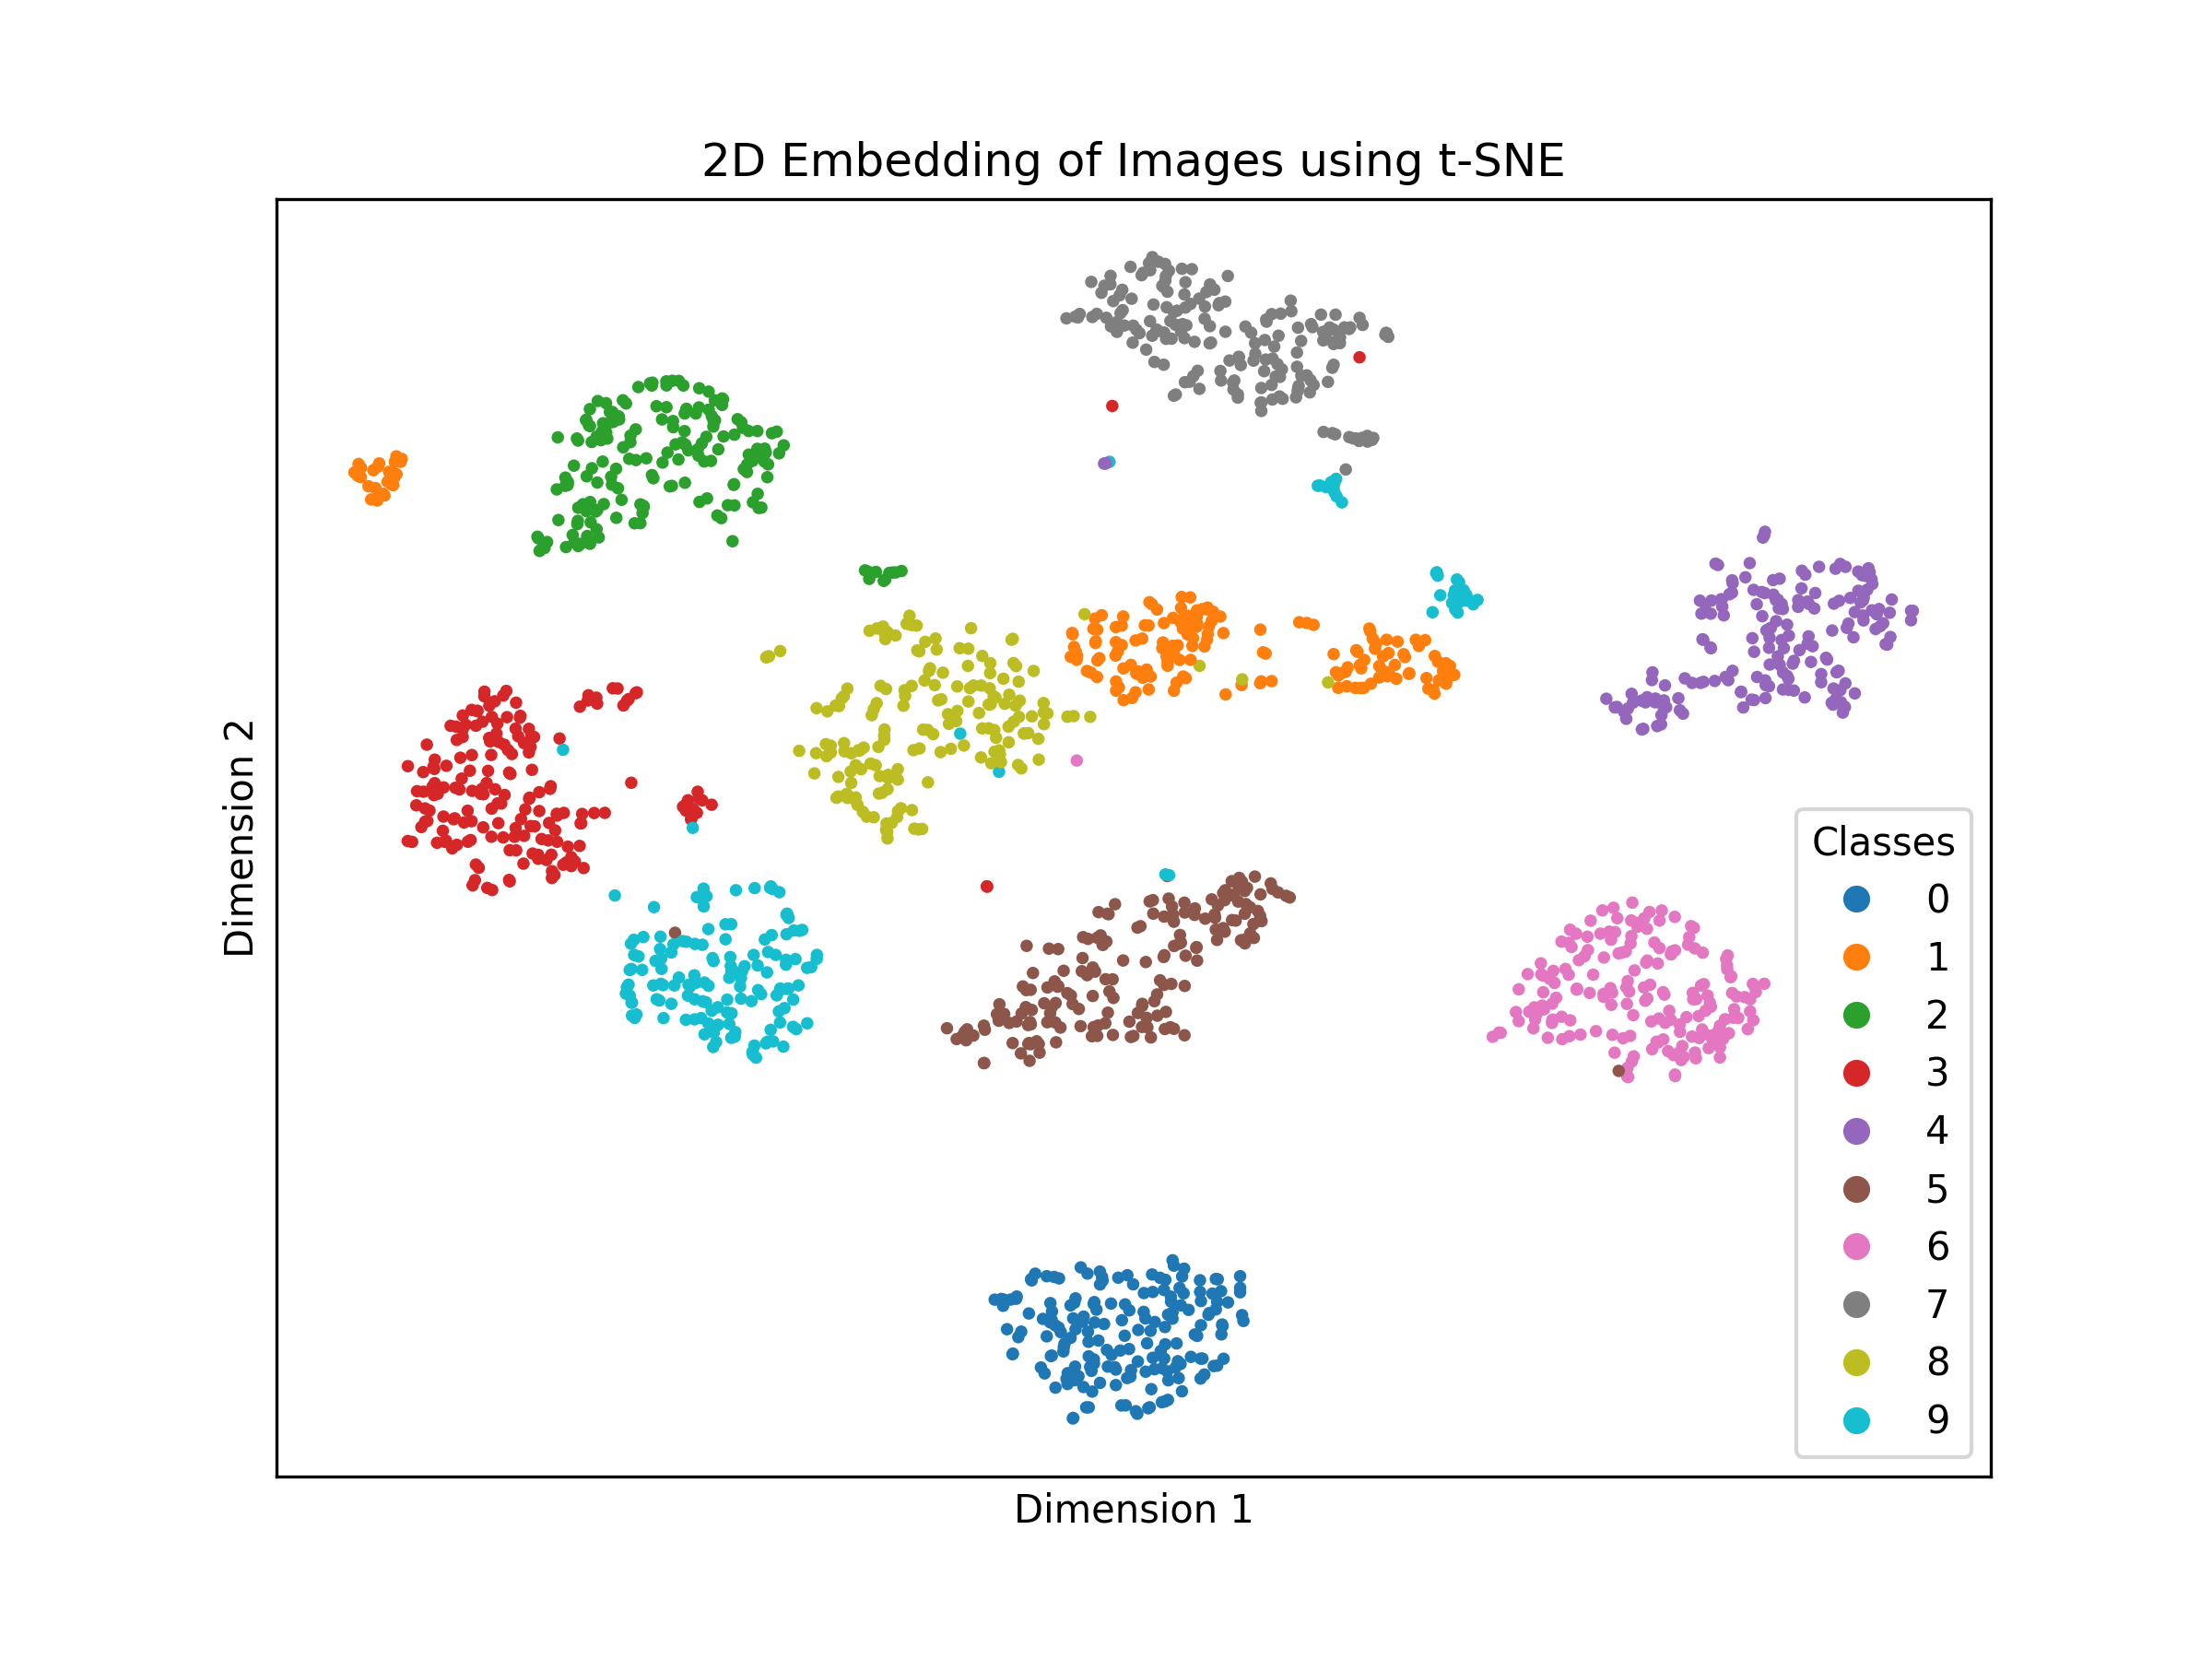 2D Embedding of Images using t-SNE
Dimension 2
Classes
0
1
2
3
4
5
6
7
8
9
Dimension 1